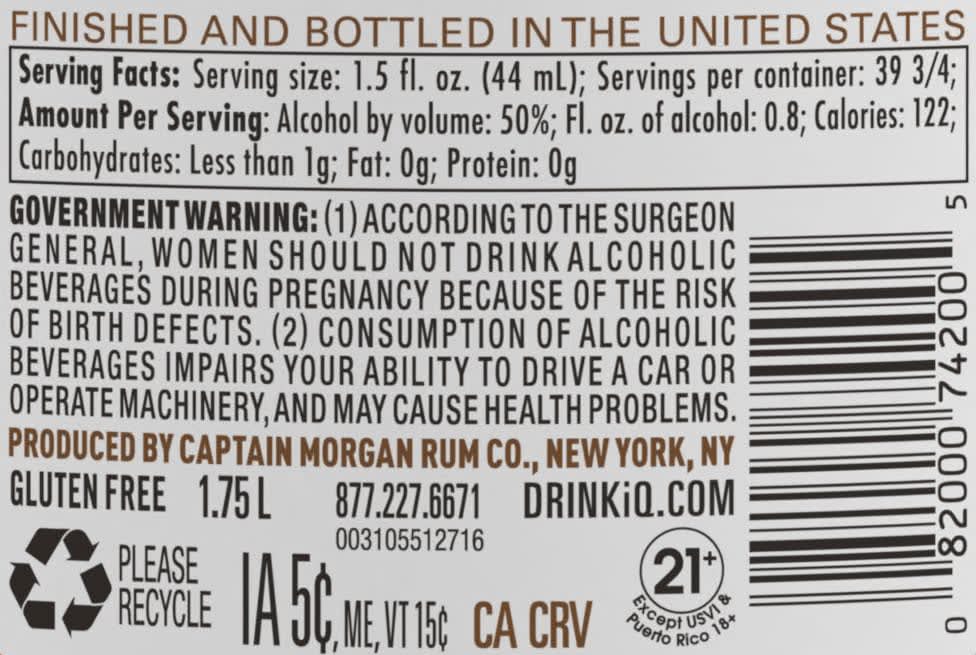 FINISHED AND BOTTLED IN THE UNITED STATES
Serving Facts: Serving size: 1.5 fl. oz. (44 mL); Servings per container: 39 3/4;
Amount Per Serving: Alcohol by volume: 50%; Fl. oz. of alcohol: 0.8; Calories: 122;
Carbohydrates: Less than 1g; Fat: 0g; Protein: 0g
GOVERNMENT WARNING: (1) ACCORDING TO THE SURGEON
GENERAL, WOMEN SHOULD NOT DRINK ALCOHOLIC
BEVERAGES DURING PREGNANCY BECAUSE OF THE RISK
OF BIRTH DEFECTS. (2) CONSUMPTION OF ALCOHOLIC
BEVERAGES IMPAIRS YOUR ABILITY TO DRIVE A CAR OR
OPERATE MACHINERY, AND MAY CAUSE HEALTH PROBLEMS.
PRODUCED BY CAPTAIN MORGAN RUM CO., NEW YORK, NY
GLUTEN FREE 1.75 L 877.227.6671 DRINKiQ.COM
003105512716
PLEASE
RECYCLE
IA 5¢, ME, VT 15¢ CA CRV
21+
Except USVI &
Puerto Rico 18+
0 82000 74200 5